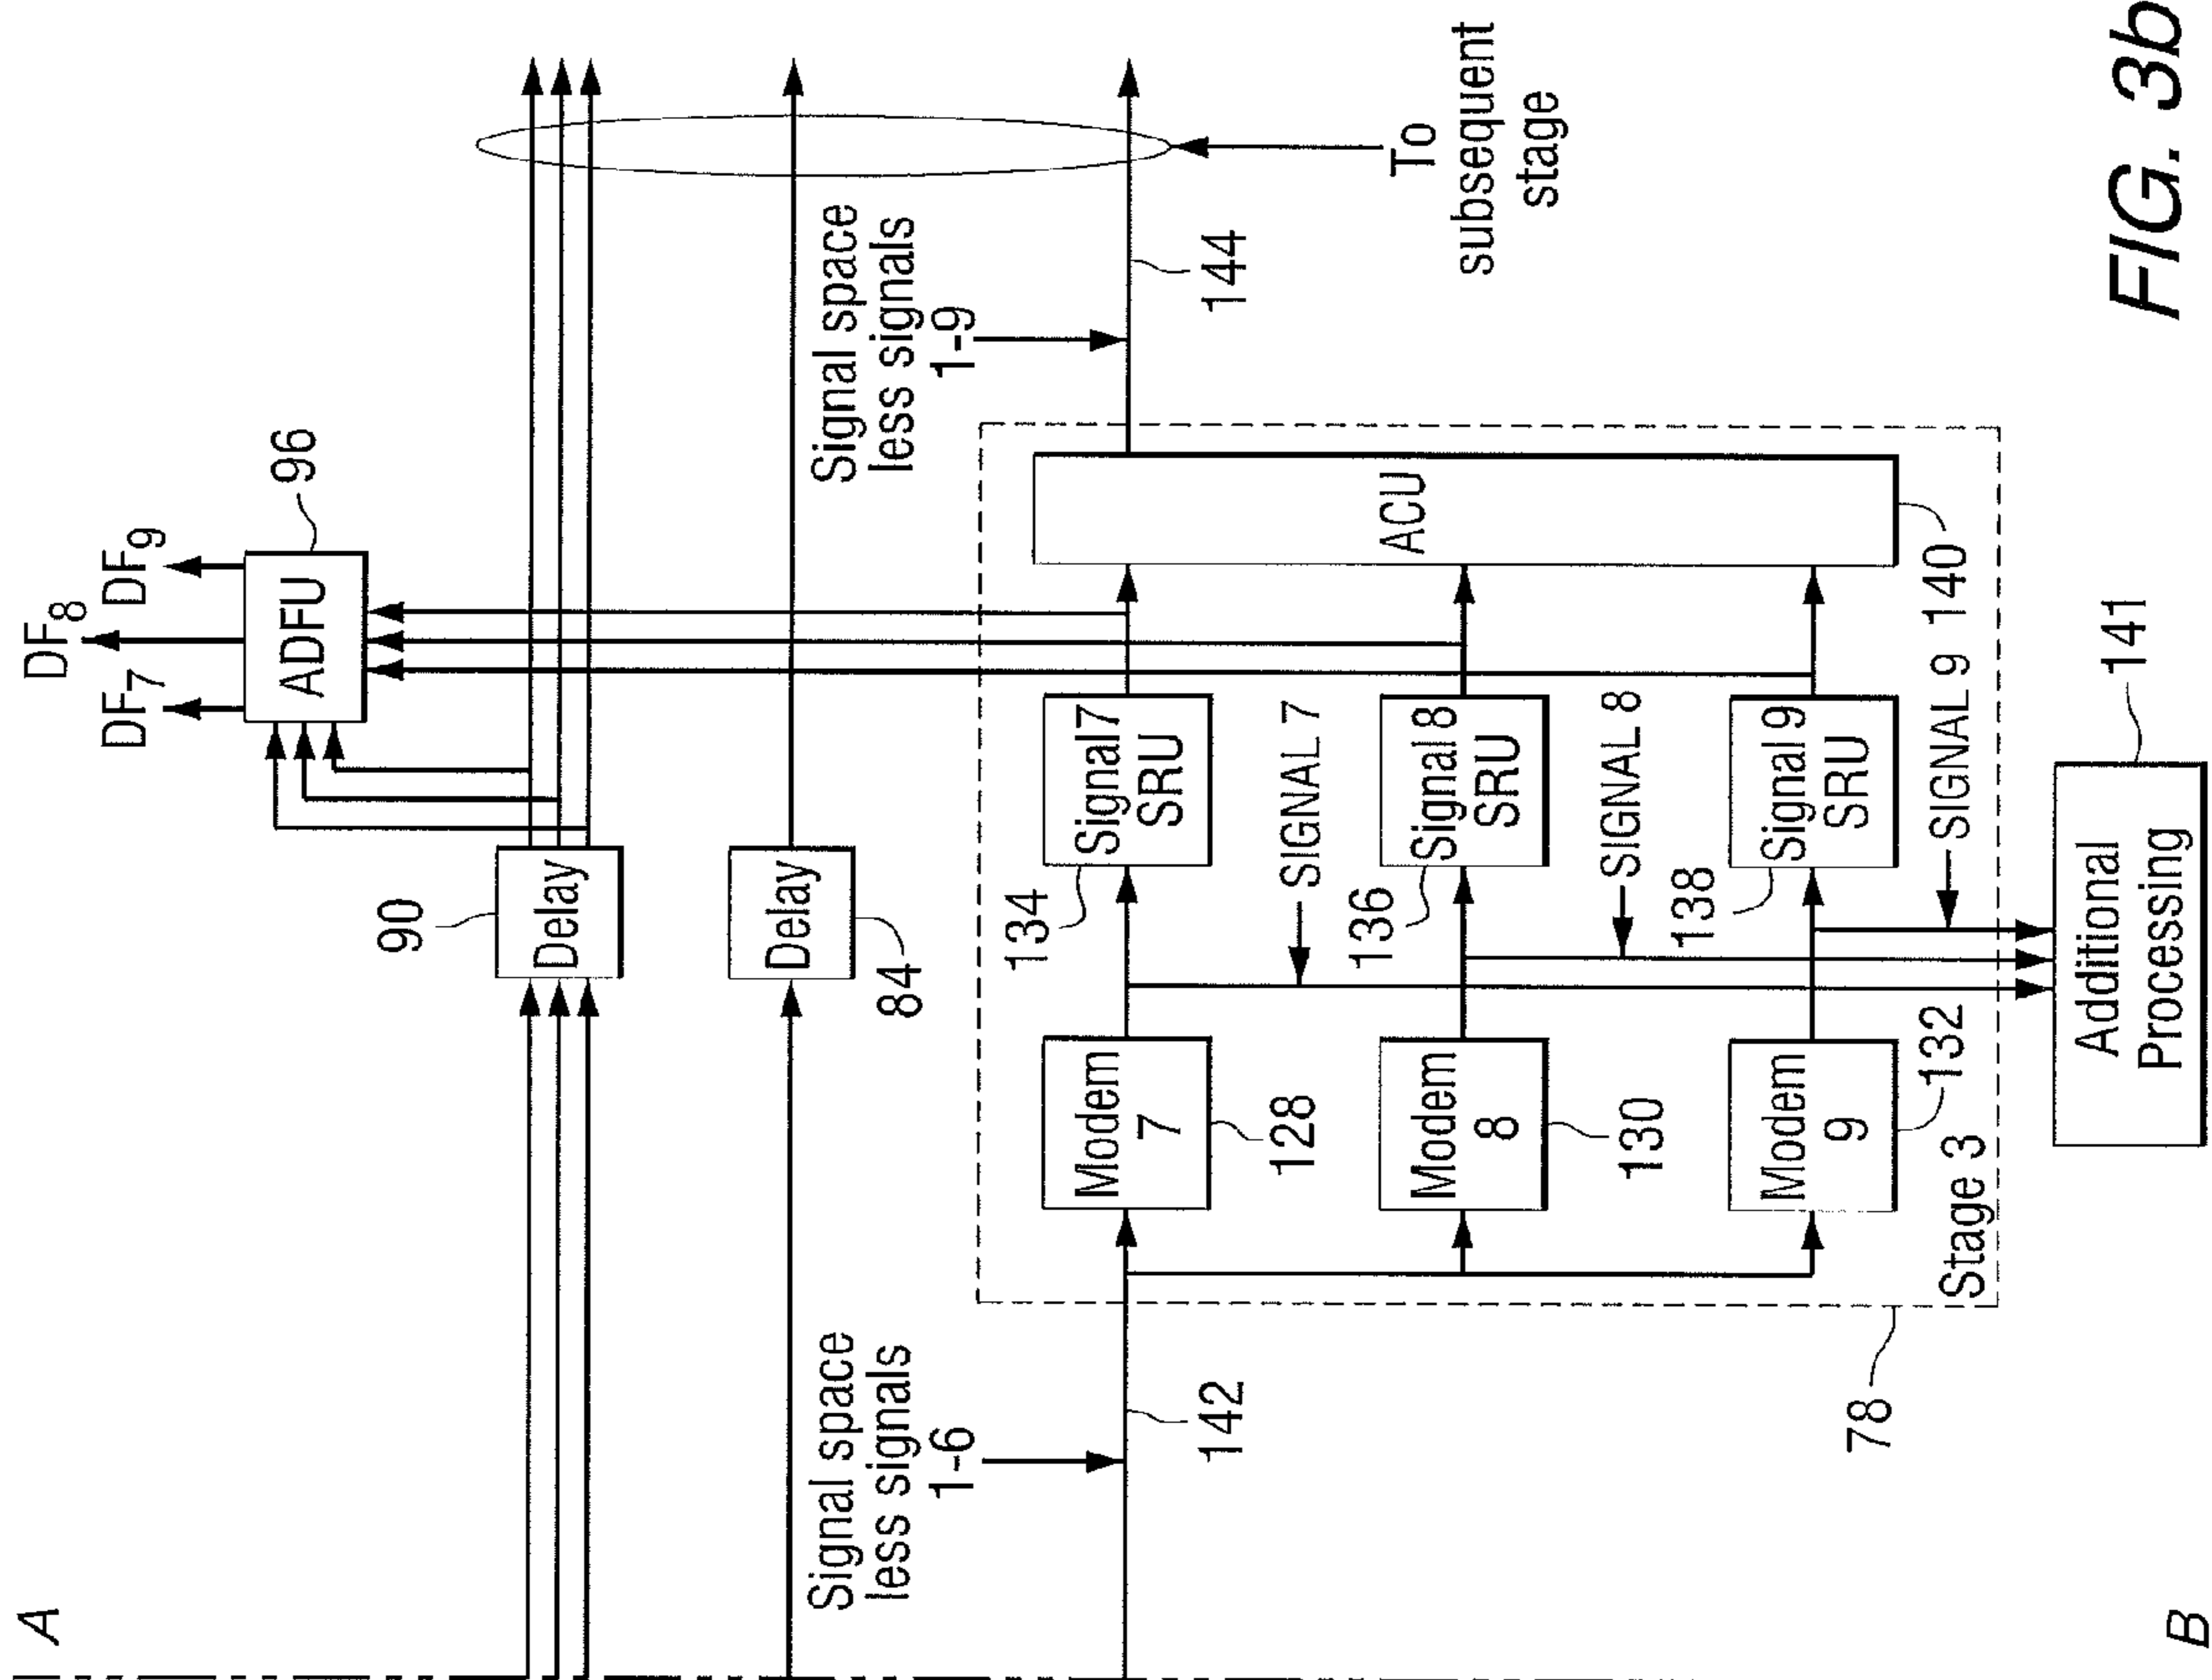 A
DF8
DF7
DF9
ADFU
96
90
Delay
Delay
84
Signal space
less signals
1-6
142
Signal space
less signals
1-9
144
To
subsequent
stage
Modem
7
128
134
Signal 7
SRU
SIGNAL 7
ACU
Modem
8
130
136
Signal 8
SRU
SIGNAL 8
Modem
9
132
138
Signal 9
SRU
SIGNAL 9
140
Stage 3
78
Additional
Processing
141
B
FIG. 3b